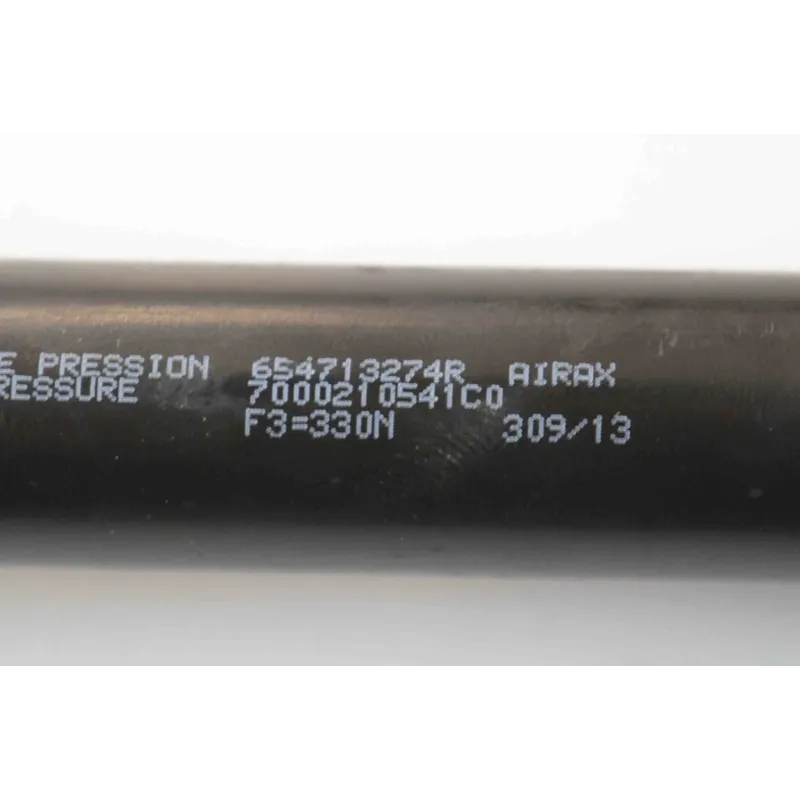 E PRESSION 654713274R AIRAX
RESSURE 7000210541C0
F3=330N 309/13